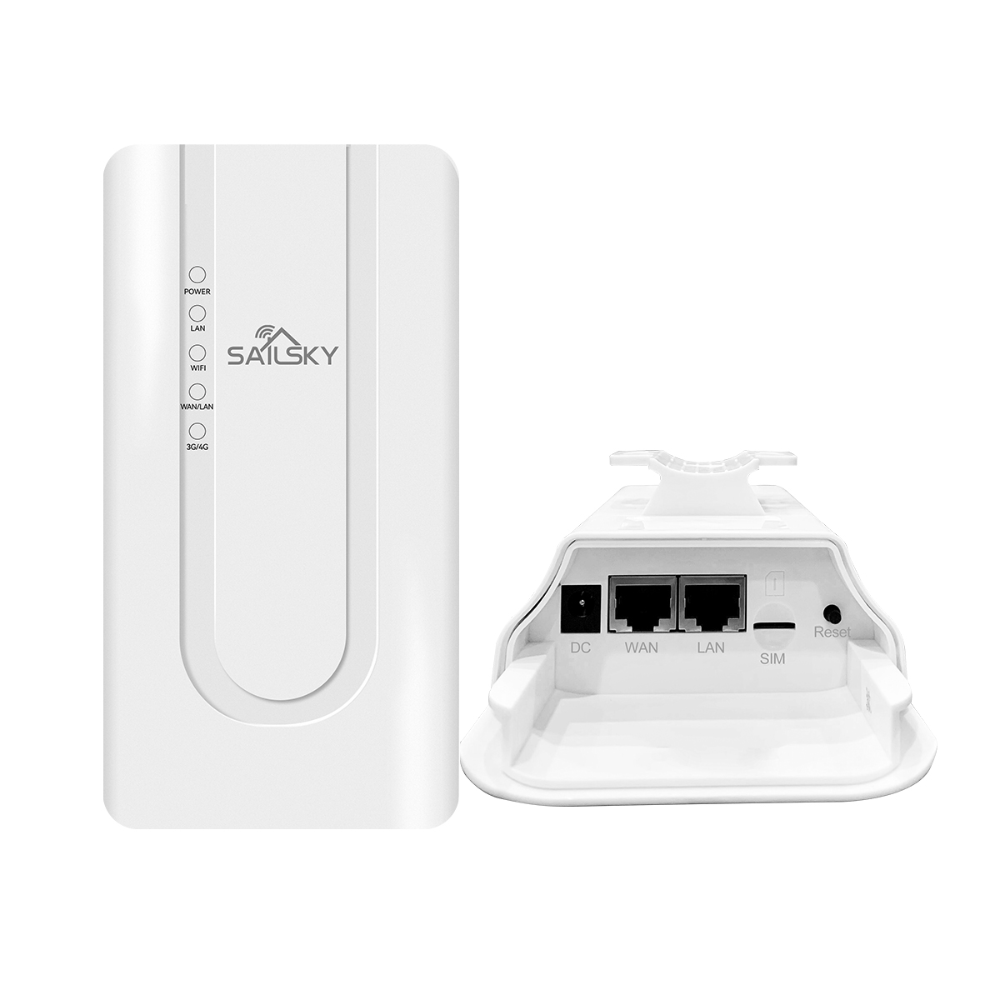 POWER
LAN
WIFI
WAN/LAN
3G/4G
SAILSKY
DC
WAN
LAN
SIM
Reset